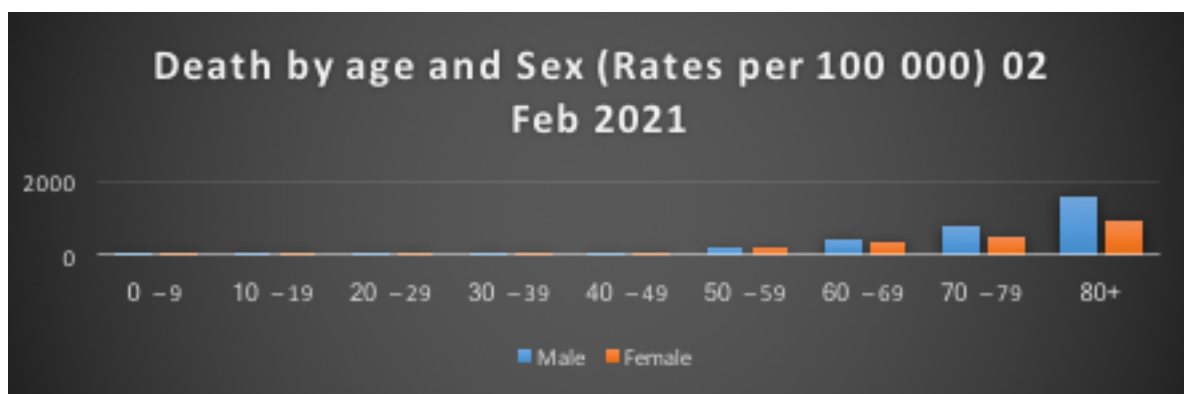 Death by age and Sex (Rates per 100 000) 02
Feb 2021
2000
0
0 –9 10 –19 20 –29 30 –39 40 –49 50 –59 60 –69 70 –79 80+
Male Female